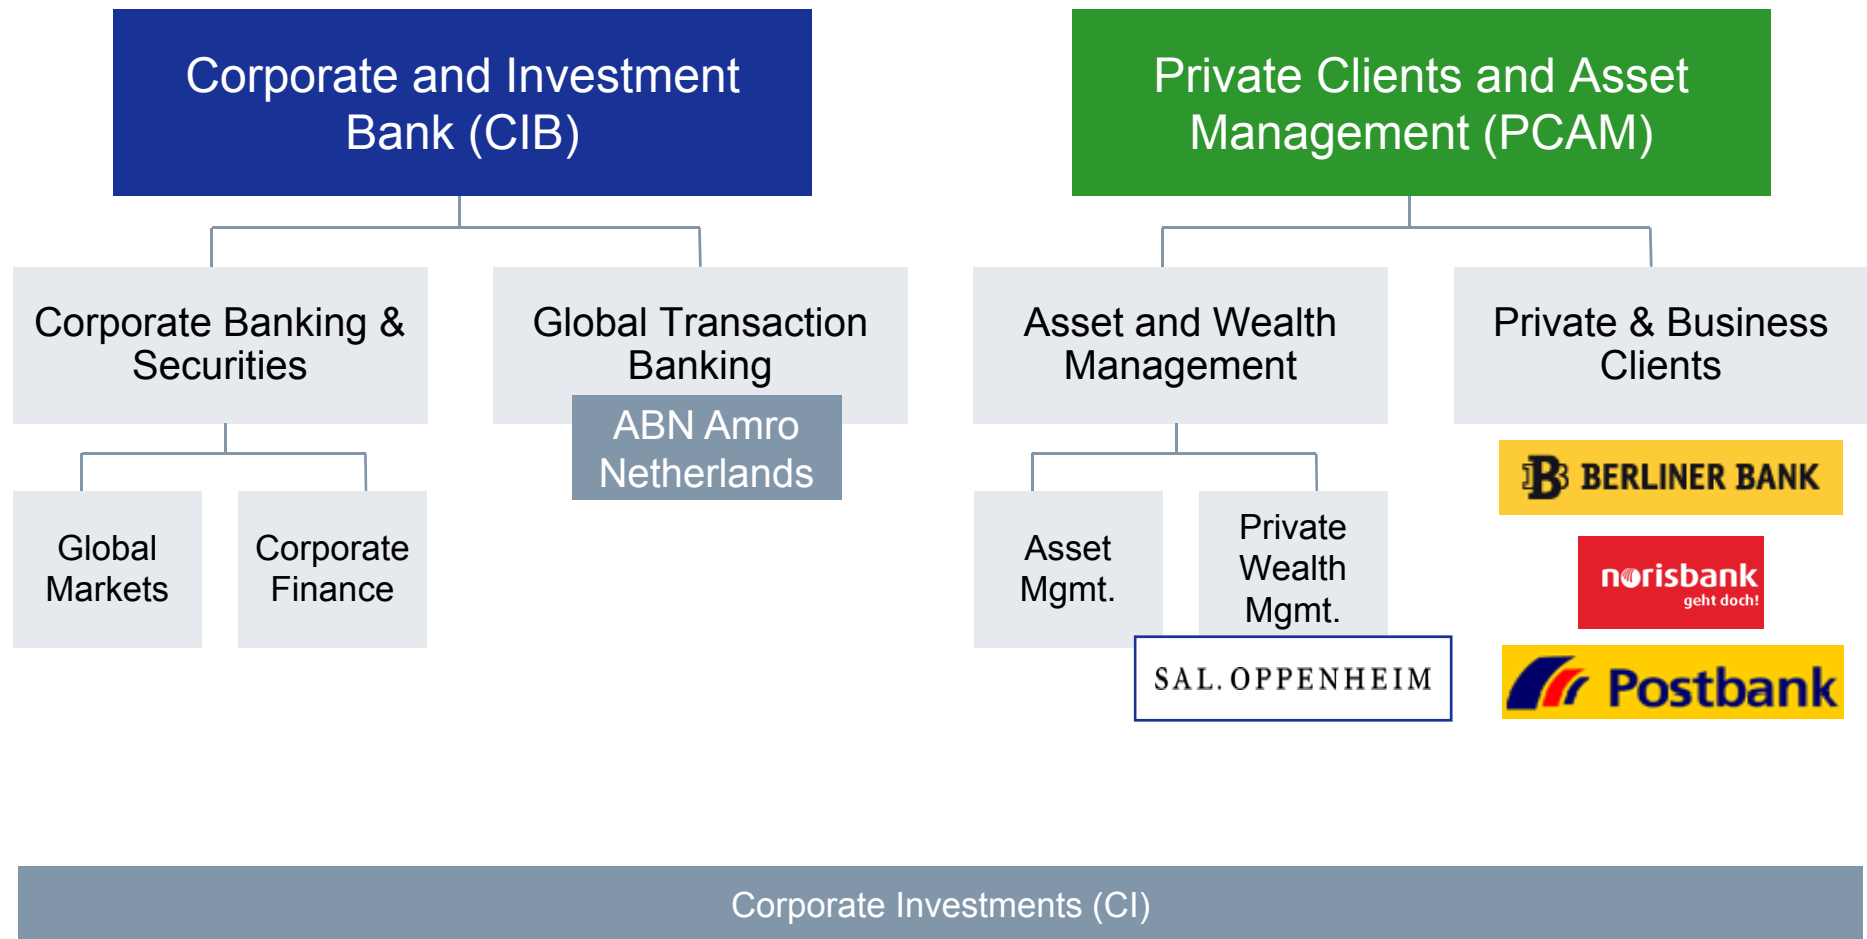 Corporate and Investment
Bank (CIB)
Private Clients and Asset
Management (PCAM)
Corporate Banking &
Securities
Global Transaction
Banking
ABN Amro
Netherlands
Asset and Wealth
Management
Private & Business
Clients
Global
Markets
Corporate
Finance
Asset
Mgmt.
Private
Wealth
Mgmt.
SAL. OPPENHEIM
B BERLINER BANK
norisbank
geht doch!
Postbank
Corporate Investments (CI)